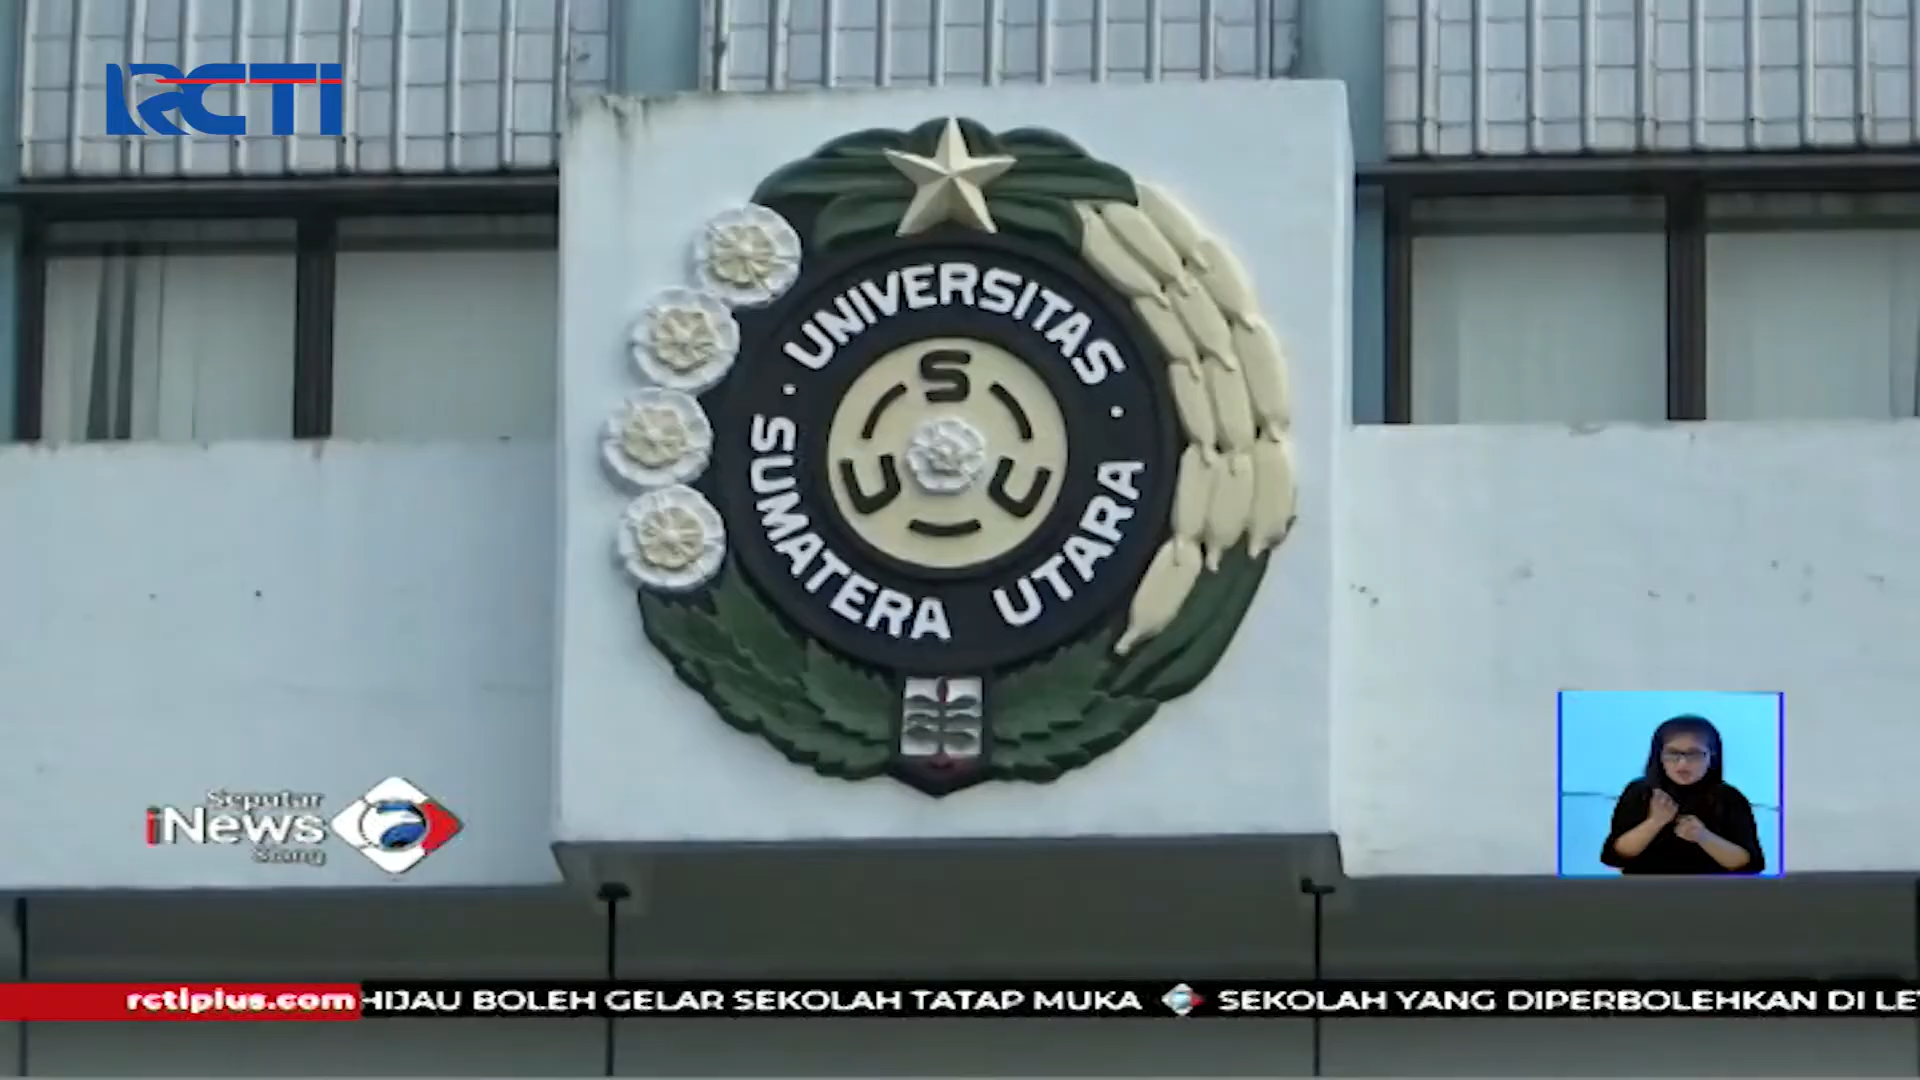 RCTI
UNIVERSITAS
SUMATERA UTARA
S
U U
Seputar
iNews
Siang
rctiplus.com HIJAU BOLEH GELAR SEKOLAH TATAP MUKA SEKOLAH YANG DIPERBOLEHKAN DI LE